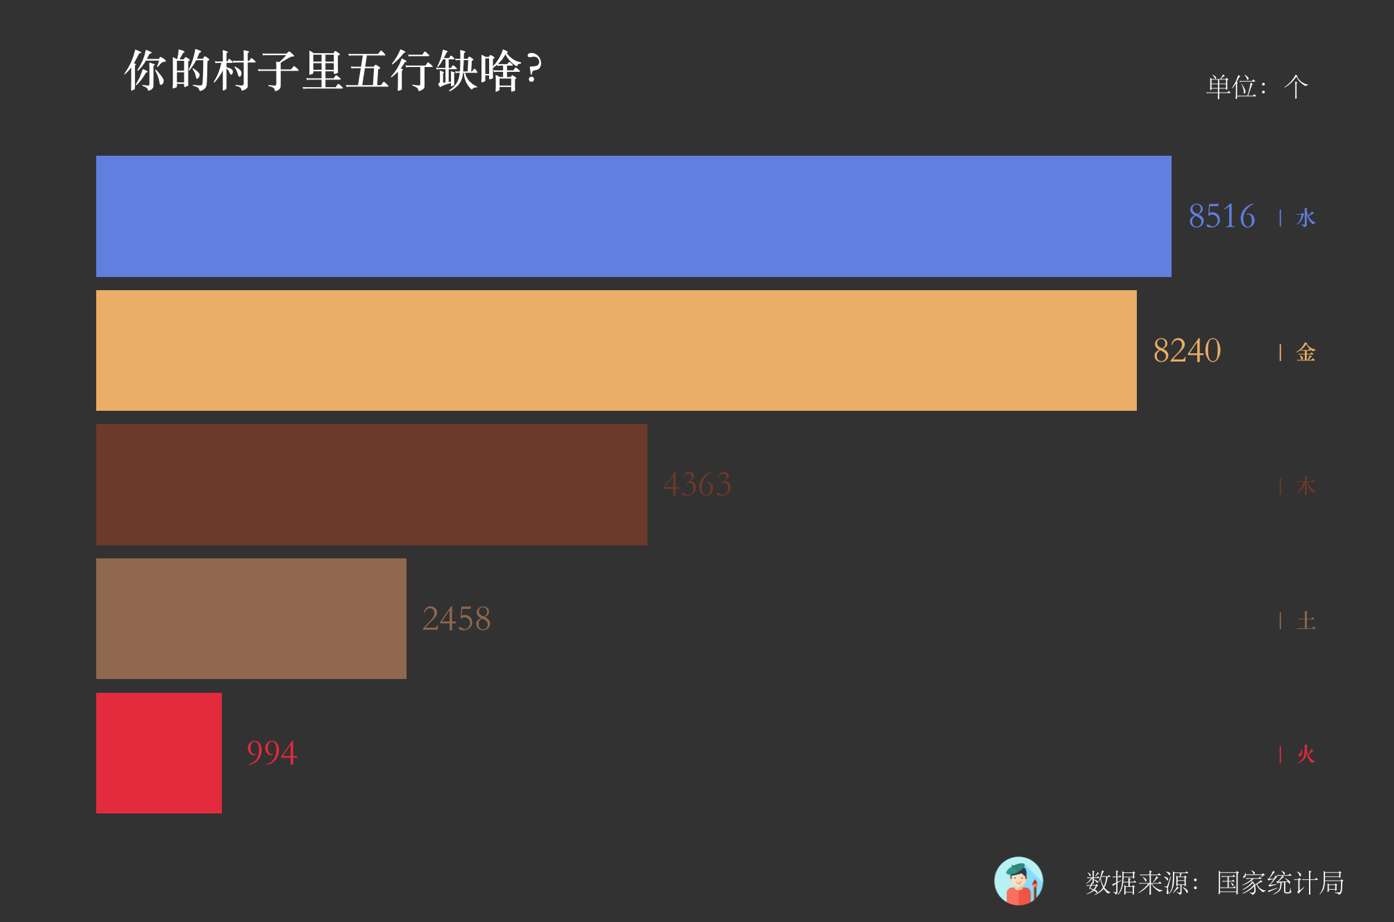 你的村子里五行缺啥?
单位：个
8516 | 水
8240 | 金
4363 | 木
2458 | 土
994 | 火
数据来源：国家统计局